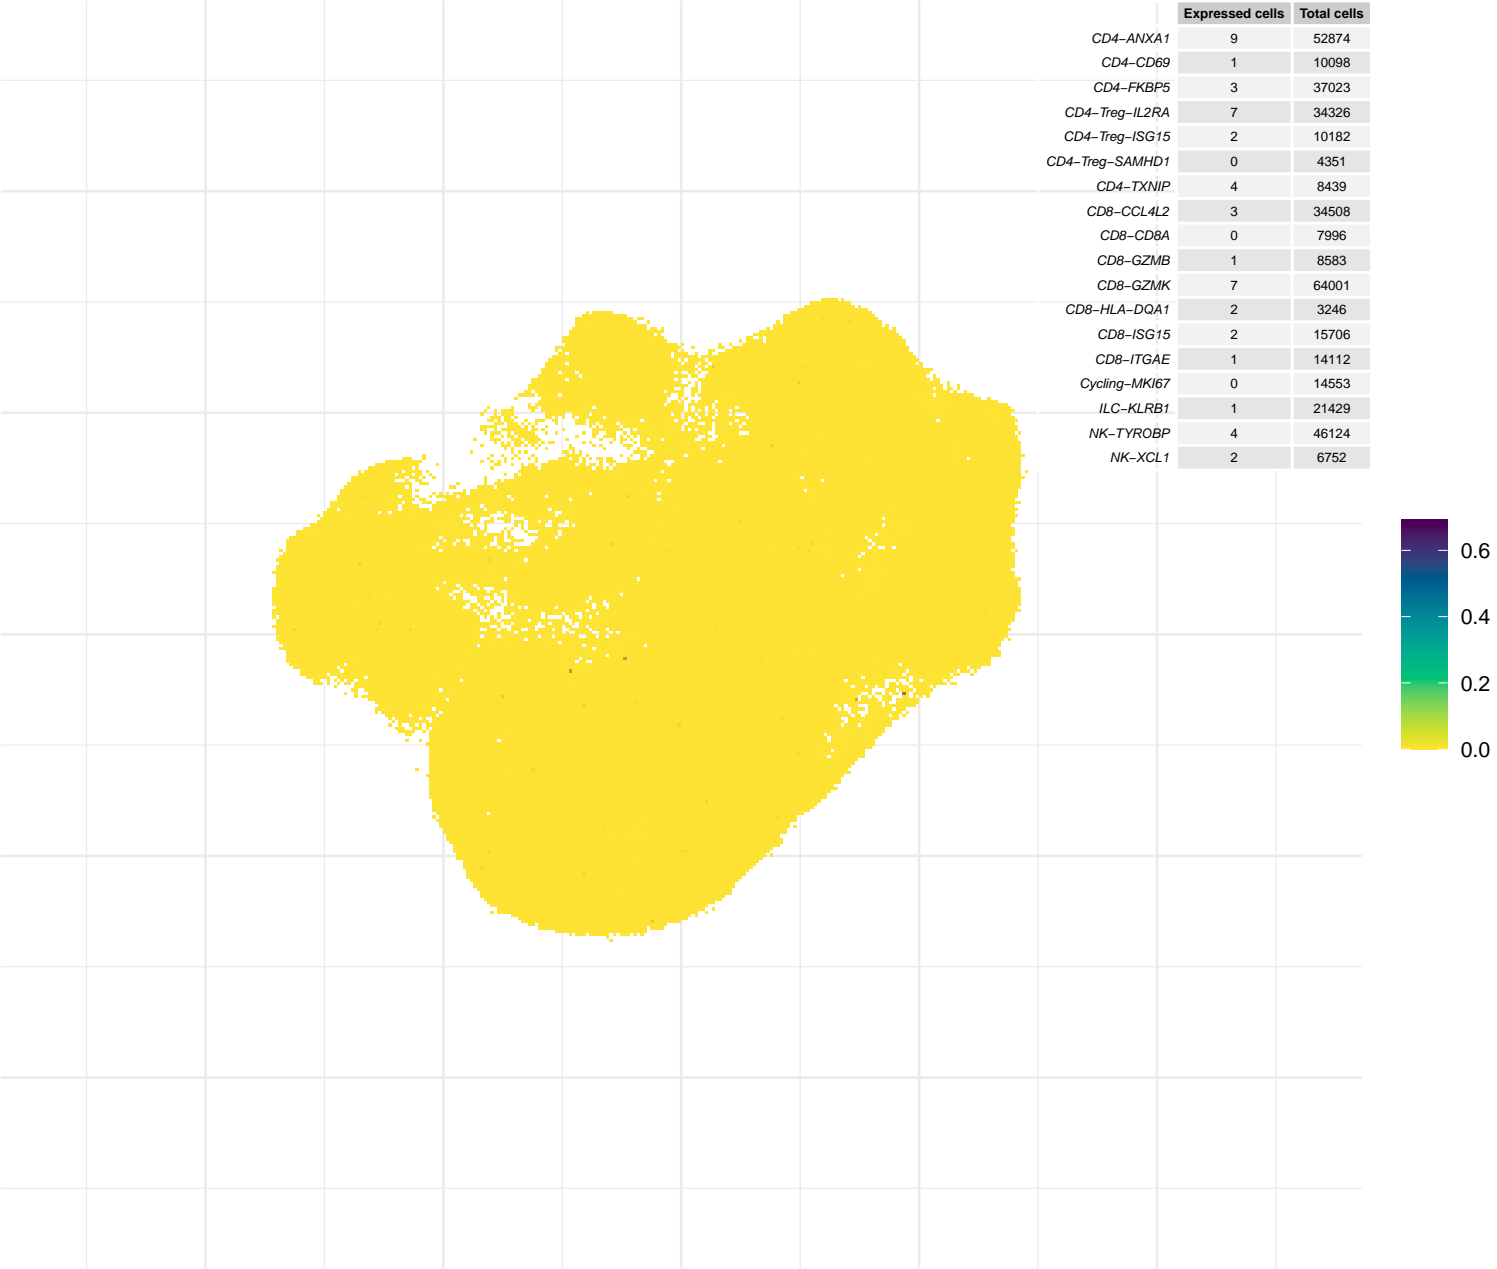 Expressed cells Total cells
CD4−ANXA1 9 52874
CD4−CD69 1 10098
CD4−FKBP5 3 37023
CD4−Treg−IL2RA 7 34326
CD4−Treg−ISG15 2 10182
CD4−Treg−SAMHD1 0 4351
CD4−TXNIP 4 8439
CD8−CCL4L2 3 34508
CD8−CD8A 0 7996
CD8−GZMB 1 8583
CD8−GZMK 7 64001
CD8−HLA−DQA1 2 3246
CD8−ISG15 2 15706
CD8−ITGAE 1 14112
Cycling−MKI67 0 14553
ILC−KLRB1 1 21429
NK−TYROBP 4 46124
NK−XCL1 2 6752
0.6
0.4
0.2
0.0